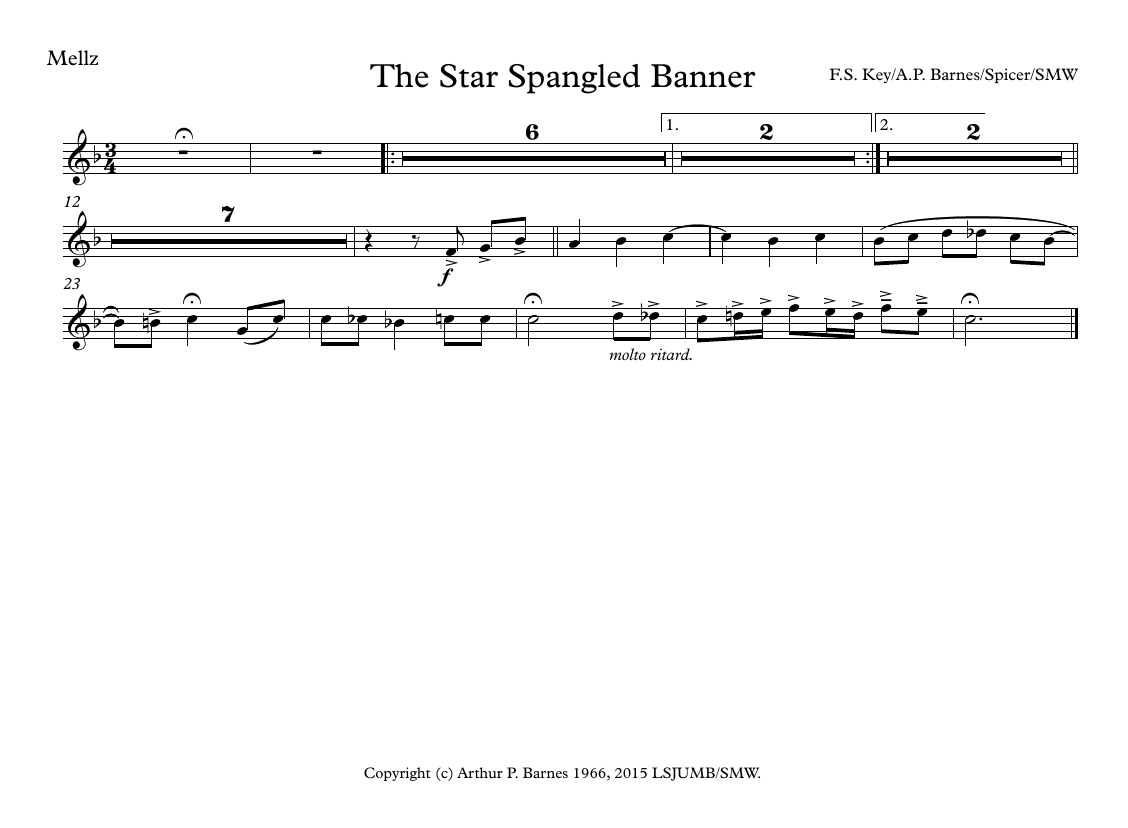 Mellz
The Star Spangled Banner
F.S. Key/A.P. Barnes/Spicer/SMW
6 1. 2 2. 2
3
4
12
7
f
23
molto ritard.
Copyright (c) Arthur P. Barnes 1966, 2015 LSJUMB/SMW.